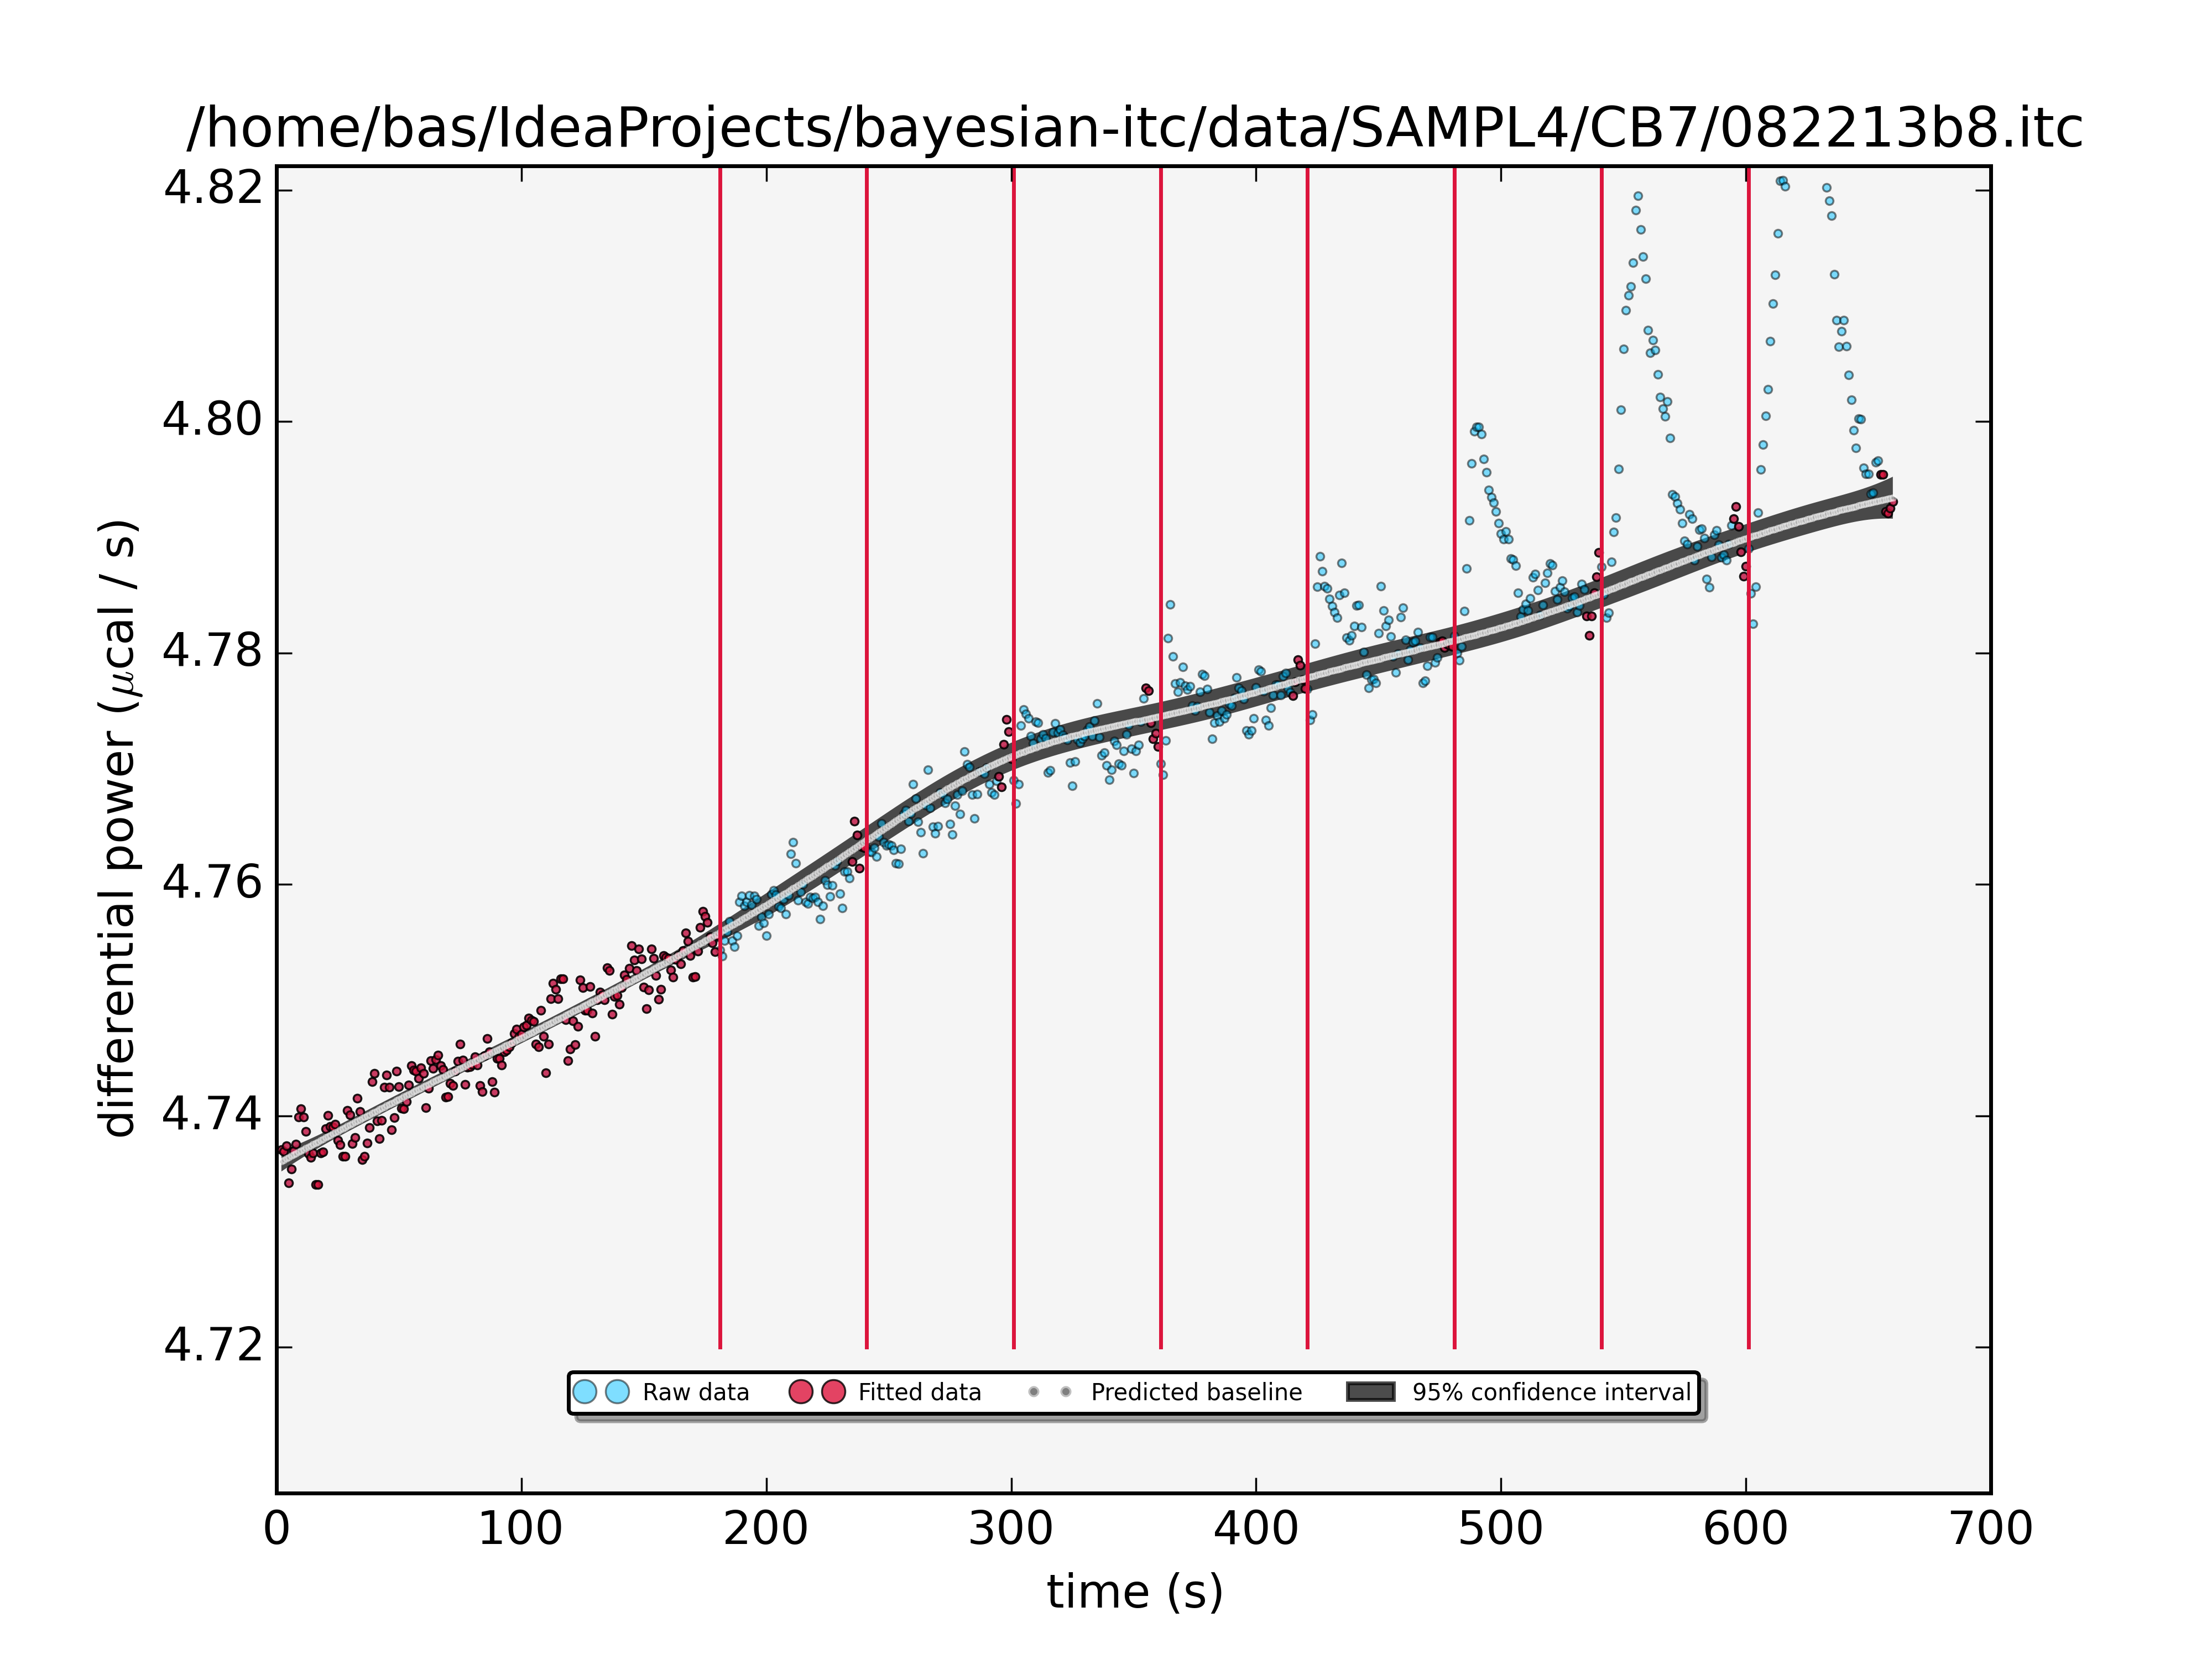 /home/bas/IdeaProjects/bayesian-itc/data/SAMPL4/CB7/082213b8.itc
4.82
4.80
4.78
4.76
4.74
4.72
differential power (μcal / s)
Raw data Fitted data Predicted baseline 95% confidence interval
0 100 200 300 400 500 600 700
time (s)